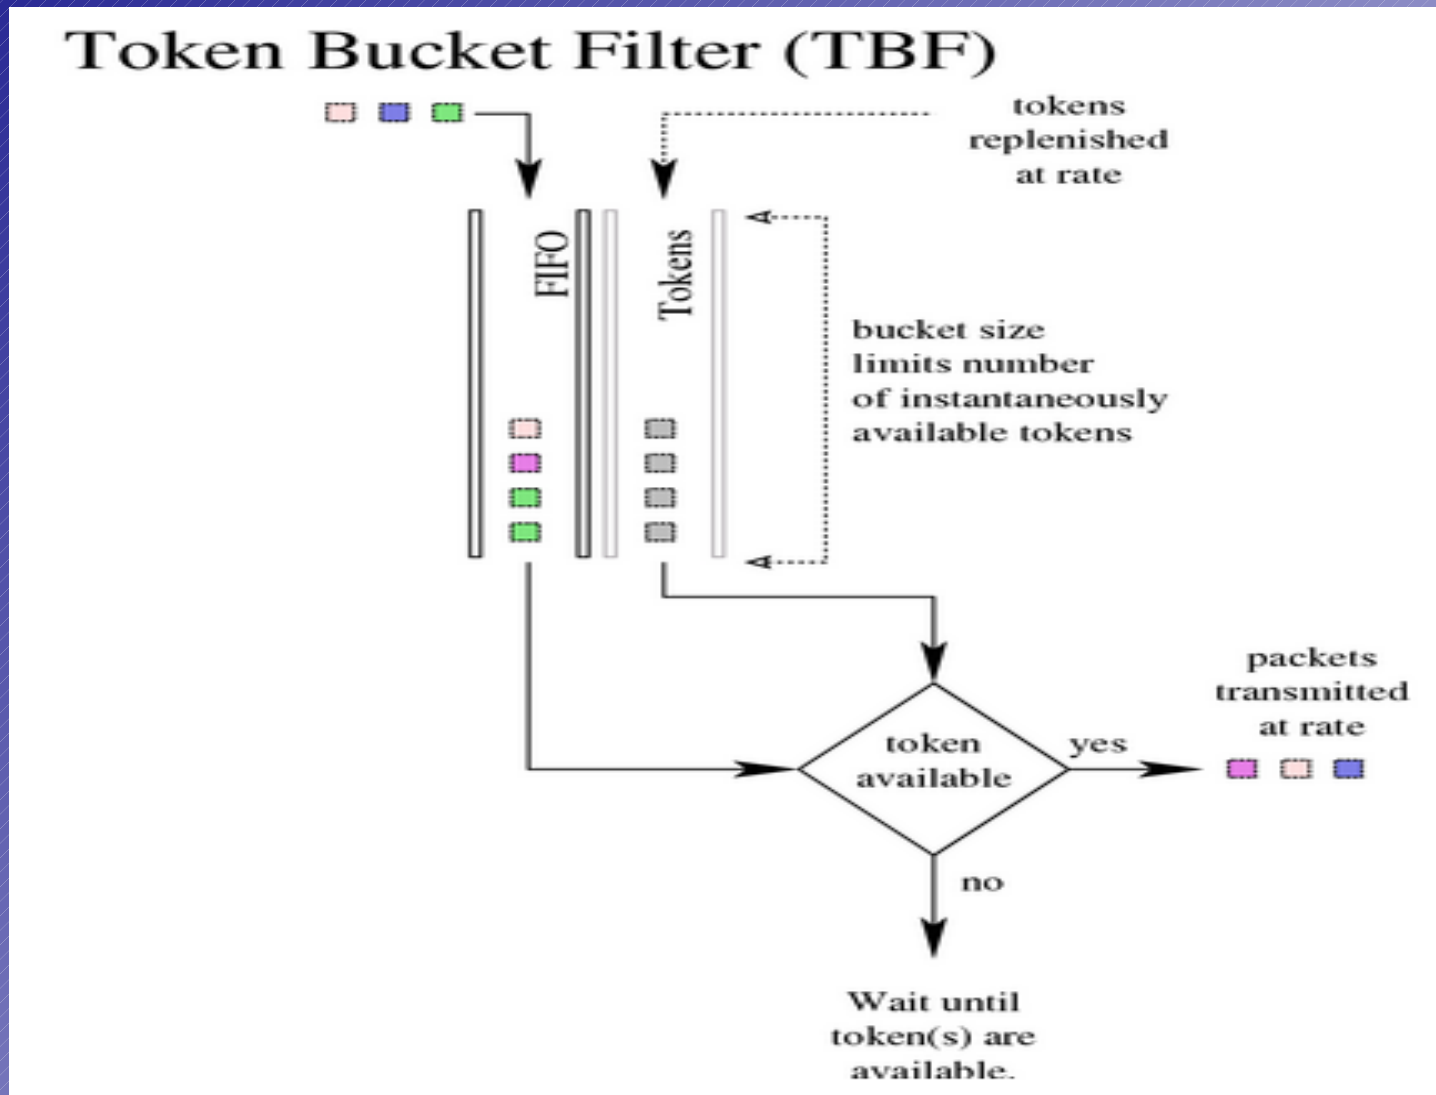 Token Bucket Filter (TBF)
tokens
replenished
at rate
FIFO
Tokens
bucket size
limits number
of instantaneously
available tokens
packets
transmitted
at rate
token
available
yes
no
Wait until
token(s) are
available.